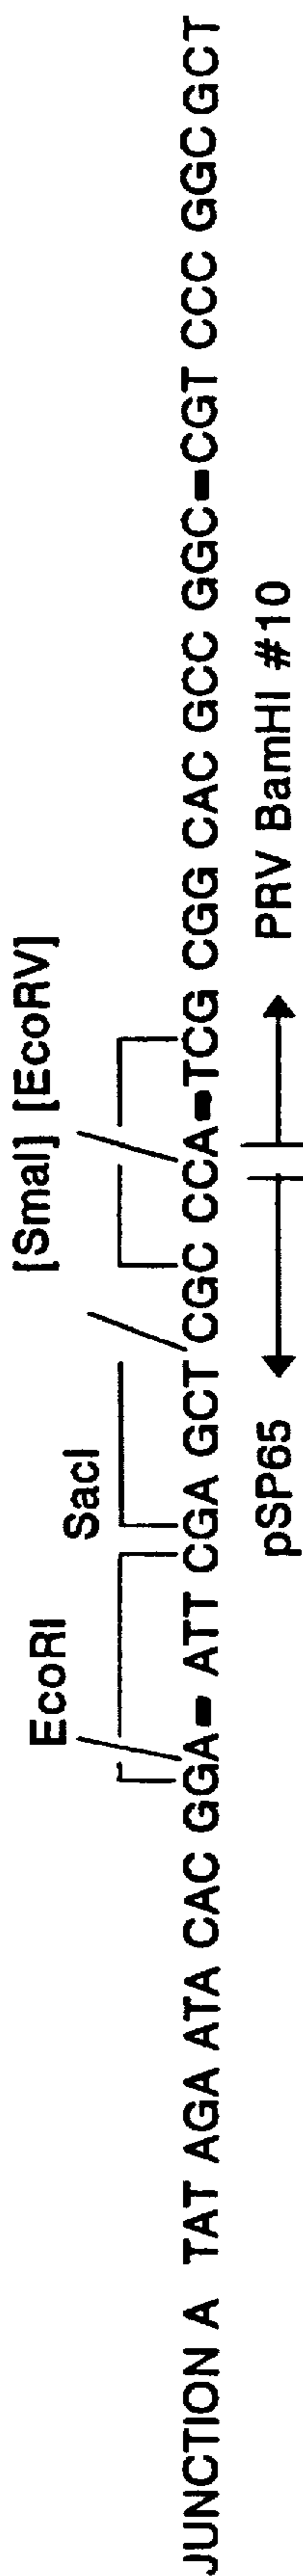 [SmaI] [EcoRV]
EcoRI SacI
JUNCTION A TAT AGA ATA CAC GGA- ATT CGA GCT CGC CCA-TCG CGG CAC GCC GGC-CGT CCC GGC GCT
pSP65 PRV BamHI #10